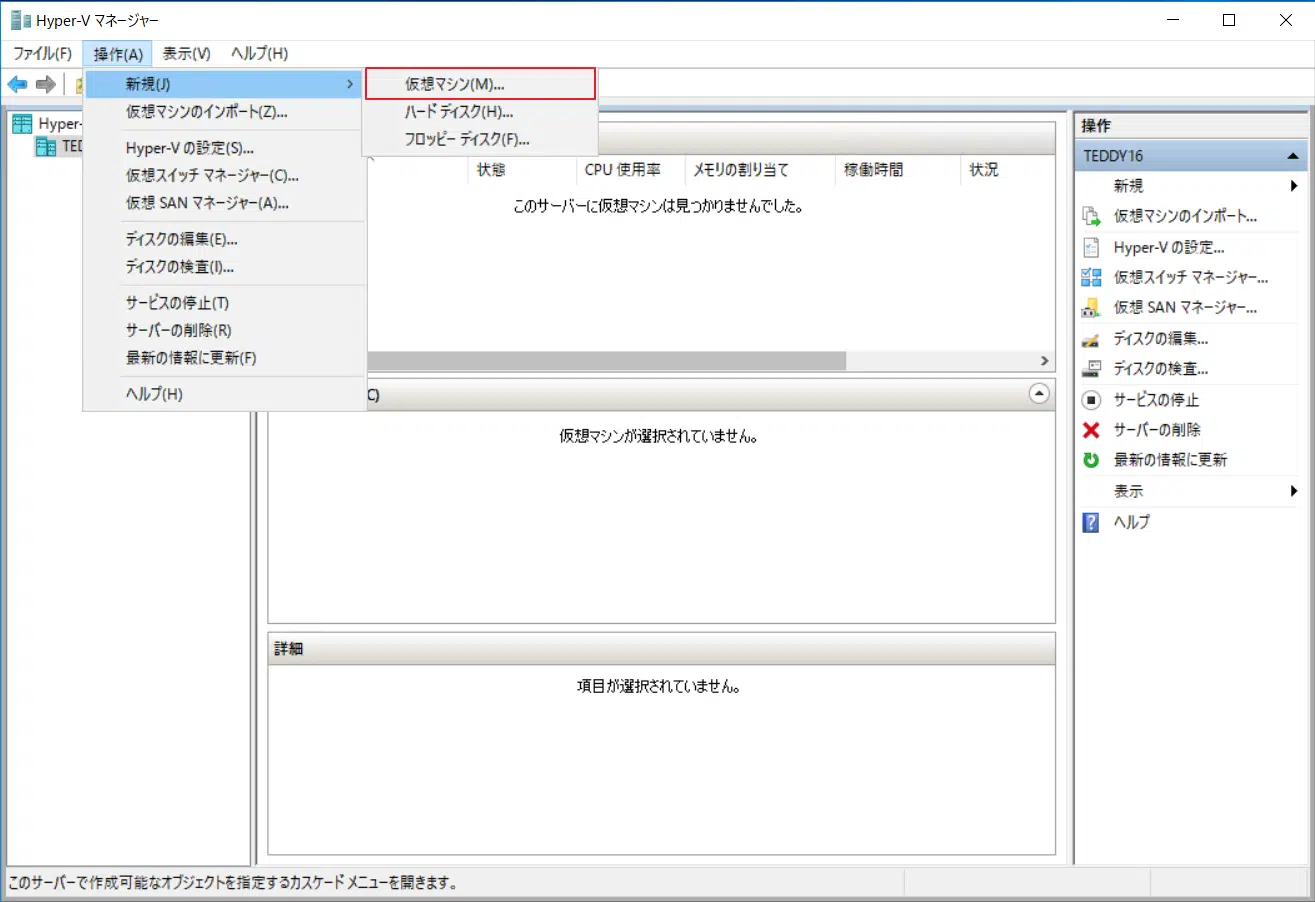 Hyper-V マネージャー
ファイル(F) 操作(A) 表示(V) ヘルプ(H)
新規(J)
仮想マシンのインポート(Z)...
Hyper-V の設定(S)...
仮想スイッチ マネージャー(C)...
仮想 SAN マネージャー(A)...
ディスクの編集(E)...
ディスクの検査(I)...
サービスの停止(T)
サーバーの削除(R)
最新の情報に更新(F)
ヘルプ(H)
仮想マシン(M)...
ハード ディスク(H)...
フロッピー ディスク(F)...
Hyper-
TED
状態 CPU 使用率 メモリの割り当て 稼働時間 状況
このサーバーに仮想マシンは見つかりませんでした。
C)
仮想マシンが選択されていません。
詳細
項目が選択されていません。
操作
TEDDY16
新規
仮想マシンのインポート...
Hyper-V の設定...
仮想スイッチ マネージャー...
仮想 SAN マネージャー...
ディスクの編集...
ディスクの検査...
サービスの停止
サーバーの削除
最新の情報に更新
表示
ヘルプ
このサーバーで作成可能なオブジェクトを指定するカスケード メニューを開きます。